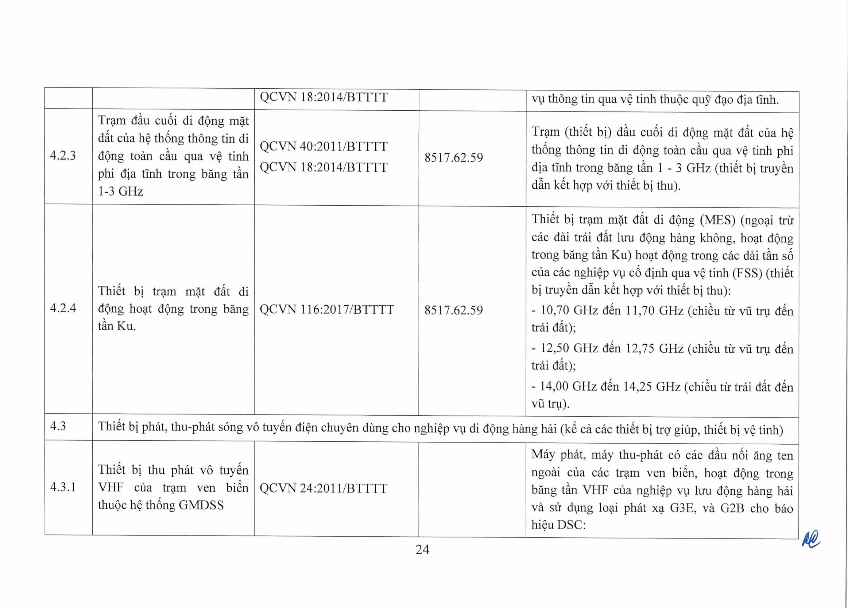 QCVN 18:2014/BTTTT
vụ thông tin qua vệ tinh thuộc quỹ đạo địa tĩnh.
4.2.3
Trạm đầu cuối di động mặt
đất của hệ thống thông tin di
động toàn cầu qua vệ tinh
phi địa tĩnh trong băng tần
1-3 GHz
QCVN 40:2011/BTTTT
QCVN 18:2014/BTTTT
8517.62.59
Trạm (thiết bị) đầu cuối di động mặt đất của hệ
thống thông tin di động toàn cầu qua vệ tinh phi
địa tĩnh trong băng tần 1 - 3 GHz (thiết bị truyền
dẫn kết hợp với thiết bị thu).
4.2.4
Thiết bị trạm mặt đất di
động hoạt động trong băng
tần Ku.
QCVN 116:2017/BTTTT
8517.62.59
Thiết bị trạm mặt đất di động (MES) (ngoại trừ
các đài trái đất lưu động hàng không, hoạt động
trong băng tần Ku) hoạt động trong các dải tần số
của các nghiệp vụ cố định qua vệ tinh (FSS) (thiết
bị truyền dẫn kết hợp với thiết bị thu):
- 10,70 GHz đến 11,70 GHz (chiều từ vũ trụ đến
trái đất);
- 12,50 GHz đến 12,75 GHz (chiều từ vũ trụ đến
trái đất);
- 14,00 GHz đến 14,25 GHz (chiều từ trái đất đến
vũ trụ).
4.3
Thiết bị phát, thu-phát sóng vô tuyến điện chuyên dùng cho nghiệp vụ di động hàng hải (kể cả các thiết bị trợ giúp, thiết bị vệ tinh)
4.3.1
Thiết bị thu phát vô tuyến
VHF của trạm ven biển
thuộc hệ thống GMDSS
QCVN 24:2011/BTTTT
Máy phát, máy thu-phát có các đầu nối ăng ten
ngoài của các trạm ven biển, hoạt động trong
băng tần VHF của nghiệp vụ lưu động hàng hải
và sử dụng loại phát xạ G3E, và G2B cho báo
hiệu DSC:
24